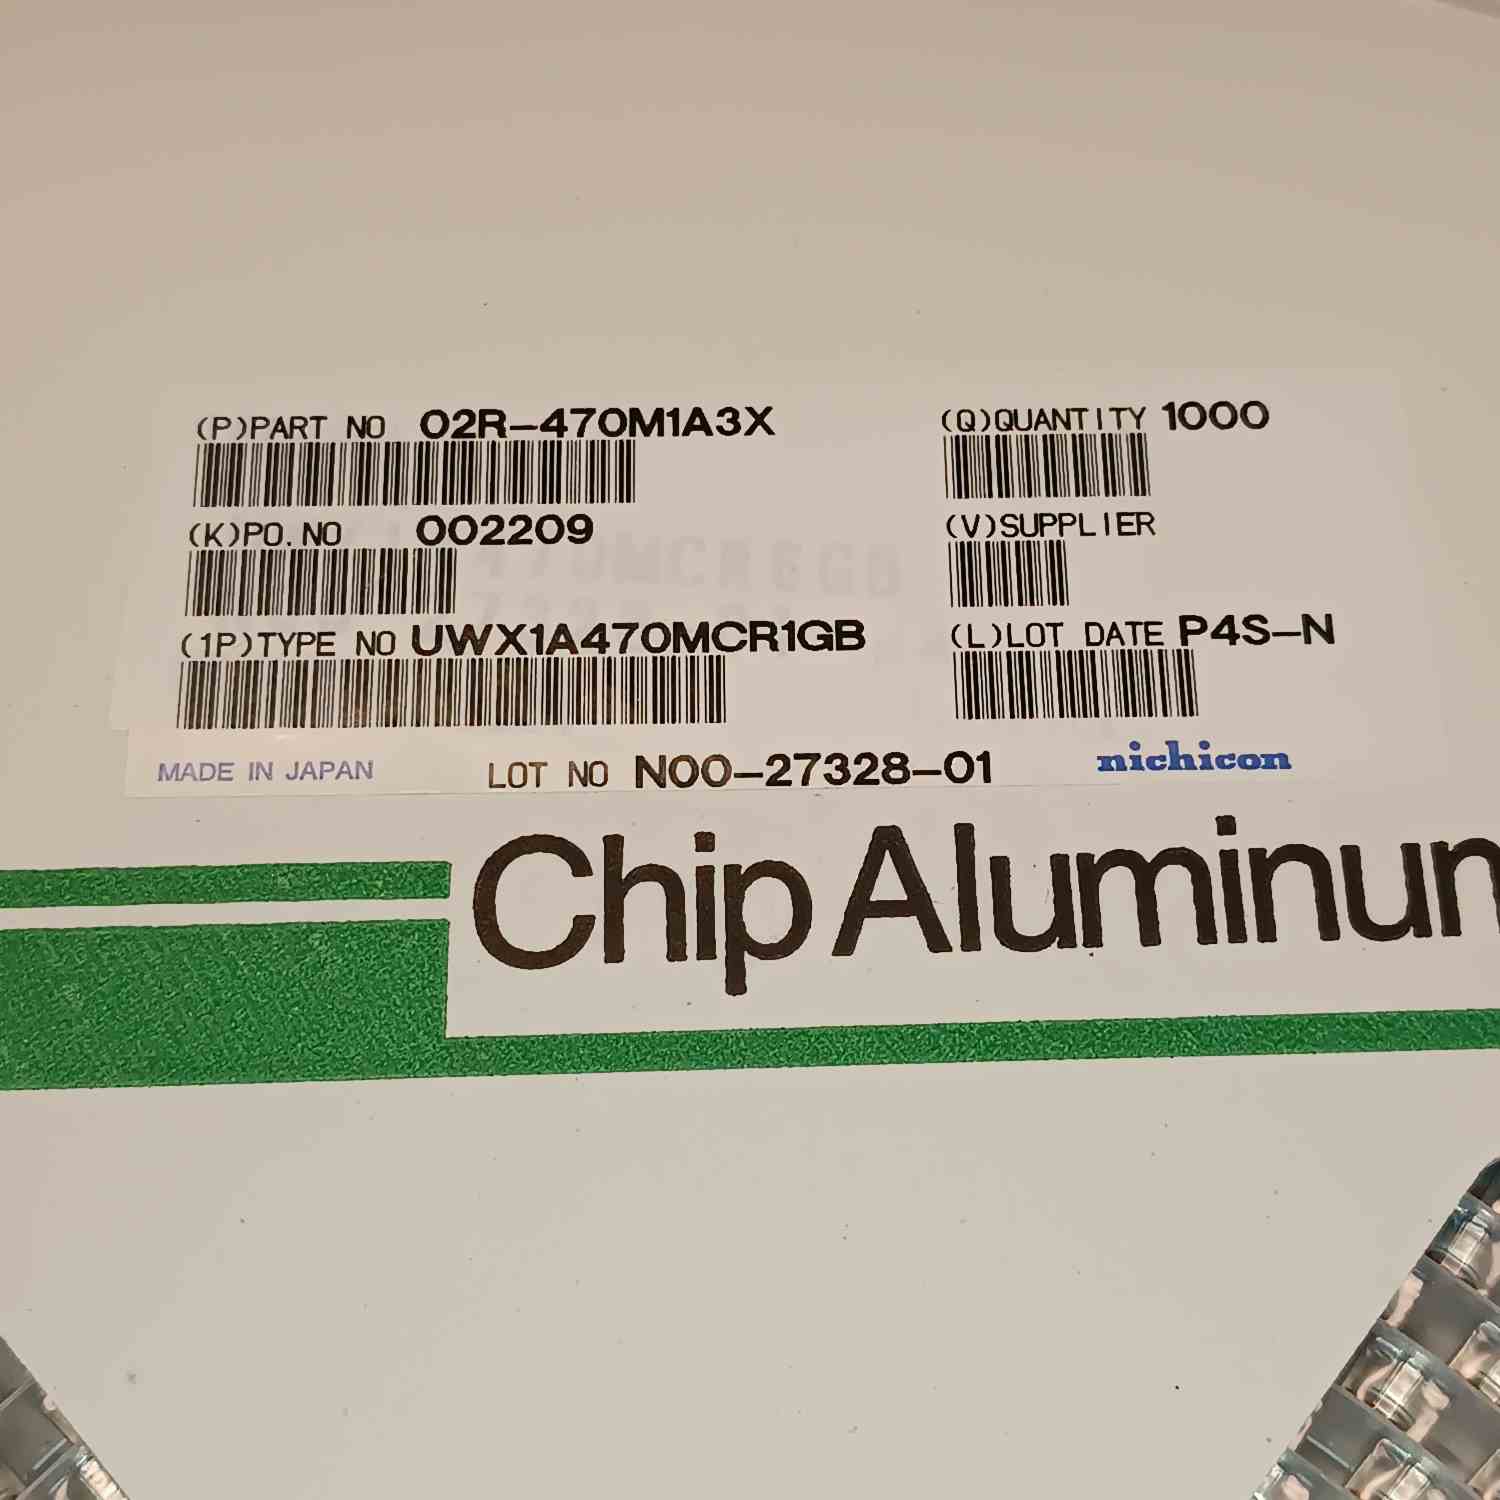 (P)PART NO 02R-470M1A3X
(Q)QUANTITY 1000
(K)PO.NO 002209
(V)SUPPLIER
(1P)TYPE NO UWX1A470MCR1GB
(L)LOT DATE P4S-N
MADE IN JAPAN
LOT NO N00-27328-01
nichicon
Chip Aluminun